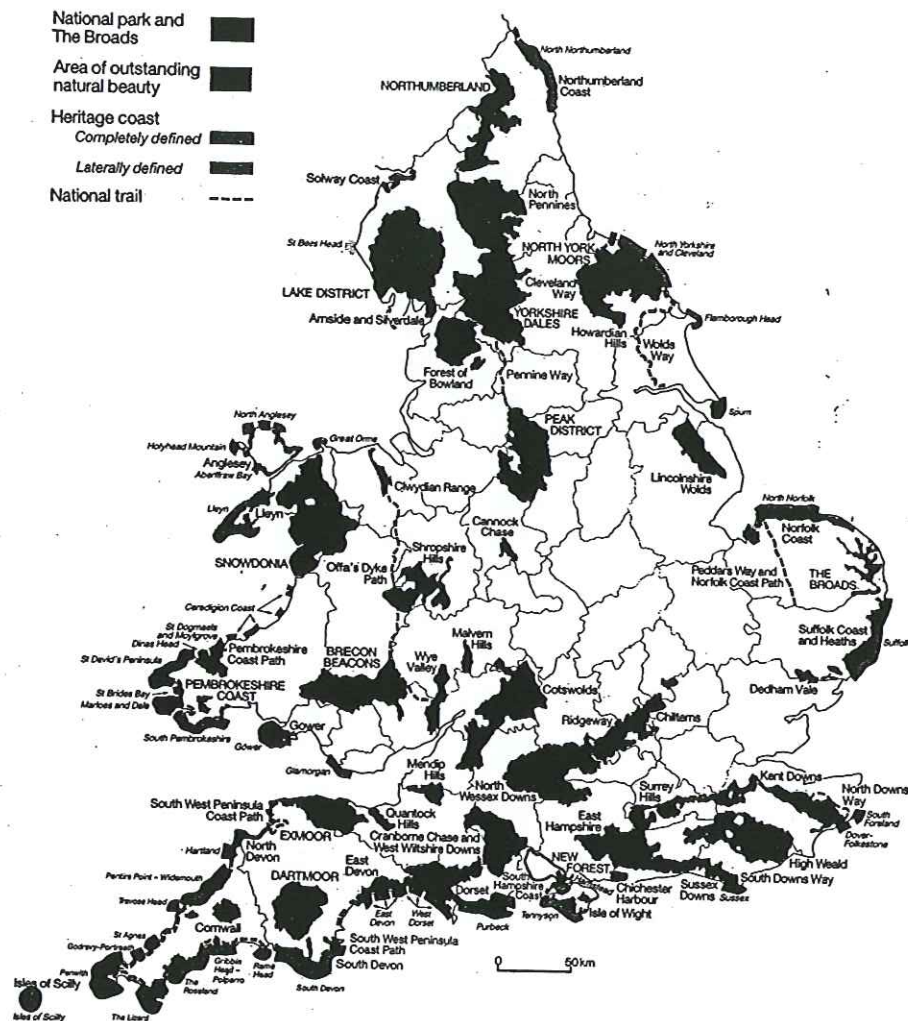 National park and
The Broads
Area of outstanding
natural beauty
Heritage coast
Completely defined
Laterally defined
National trail
North Northumberland
Northumberland
Coast
NORTHUMBERLAND
Solway Coast
North
Pennines
St Bees Head
NORTH YORK
MOORS
North Yorkshire
and Cleveland
Cleveland
Way
LAKE DISTRICT
Arnside and Silverdale
YORKSHIRE
DALES
Howardian
Hills
Flamborough Head
Wolds
Way
Forest of
Bowland
Pennine Way
Spurn
North Anglesey
Holyhead Mountain
Anglesey
Aberffraw Bay
Great Orme
PEAK
DISTRICT
Lincolnshire
Wolds
Clwydian Range
Lleyn
Lleyn
Cannock
Chase
North Norfolk
Norfolk
Coast
SNOWDONIA
Offa's Dyke
Path
Shropshire
Hills
Peddars Way and
Norfolk Coast Path
THE
BROADS
Ceredigion Coast
St Dogmaels
and Moylgrove
Dinas Head
Pembrokeshire
Coast Path
St David's Peninsula
BRECON
BEACONS
Wye
Valley
Malvern
Hills
Suffolk Coast
and Heaths
Suffolk
St Brides Bay
Marloes and Dale
PEMBROKESHIRE
COAST
South Pembrokeshire
Cotswolds
Dedham Vale
Gower
Gower
Ridgeway
Chilterns
Glamorgan
Mendip
Hills
North
Wessex Downs
Surrey
Hills
Kent Downs
North Downs
Way
South
Foreland
Dover-
Folkestone
South West Peninsula
Coast Path
EXMOOR
Quantock
Hills
Cranborne Chase and
West Wiltshire Downs
East
Hampshire
High Weald
Hartland
North
Devon
DARTMOOR
East
Devon
NEW
FOREST
Hamstead
Chichester
Harbour
Sussex
Downs
South Downs Way
Sussex
Pentire Point - Widemouth
Trevose Head
Dorset
South
Hampshire
Coast
Tennyson
Isle of Wight
East
Devon
West
Dorset
Purbeck
St Agnes
Godrevy-Portreath
Cornwall
South West Peninsula
Coast Path
South Devon
Penwith
The
Roseland
Gribbin
Head -
Polperro
Rame
Head
South Devon
0 50km
Isles of Scilly
Isles of Scilly
The Lizard